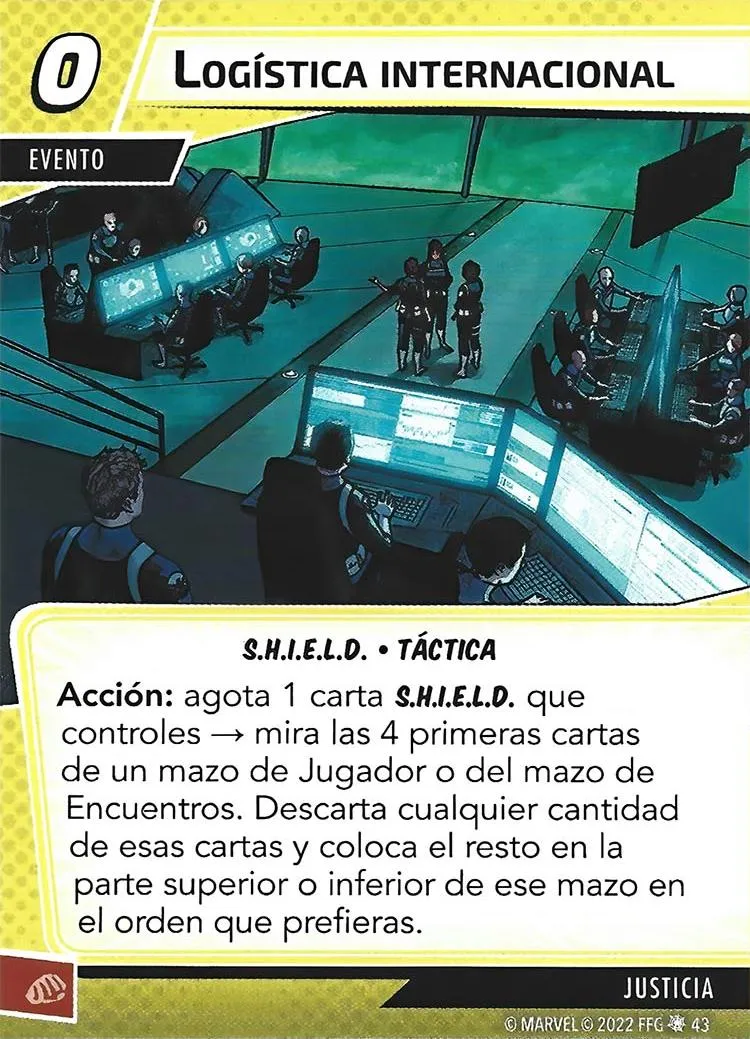 0
LOGÍSTICA INTERNACIONAL
EVENTO
S.H.I.E.L.D. • TÁCTICA
Acción: agota 1 carta S.H.I.E.L.D. que
controles → mira las 4 primeras cartas
de un mazo de Jugador o del mazo de
Encuentros. Descarta cualquier cantidad
de esas cartas y coloca el resto en la
parte superior o inferior de ese mazo en
el orden que prefieras.
JUSTICIA
© MARVEL © 2022 FFG 43